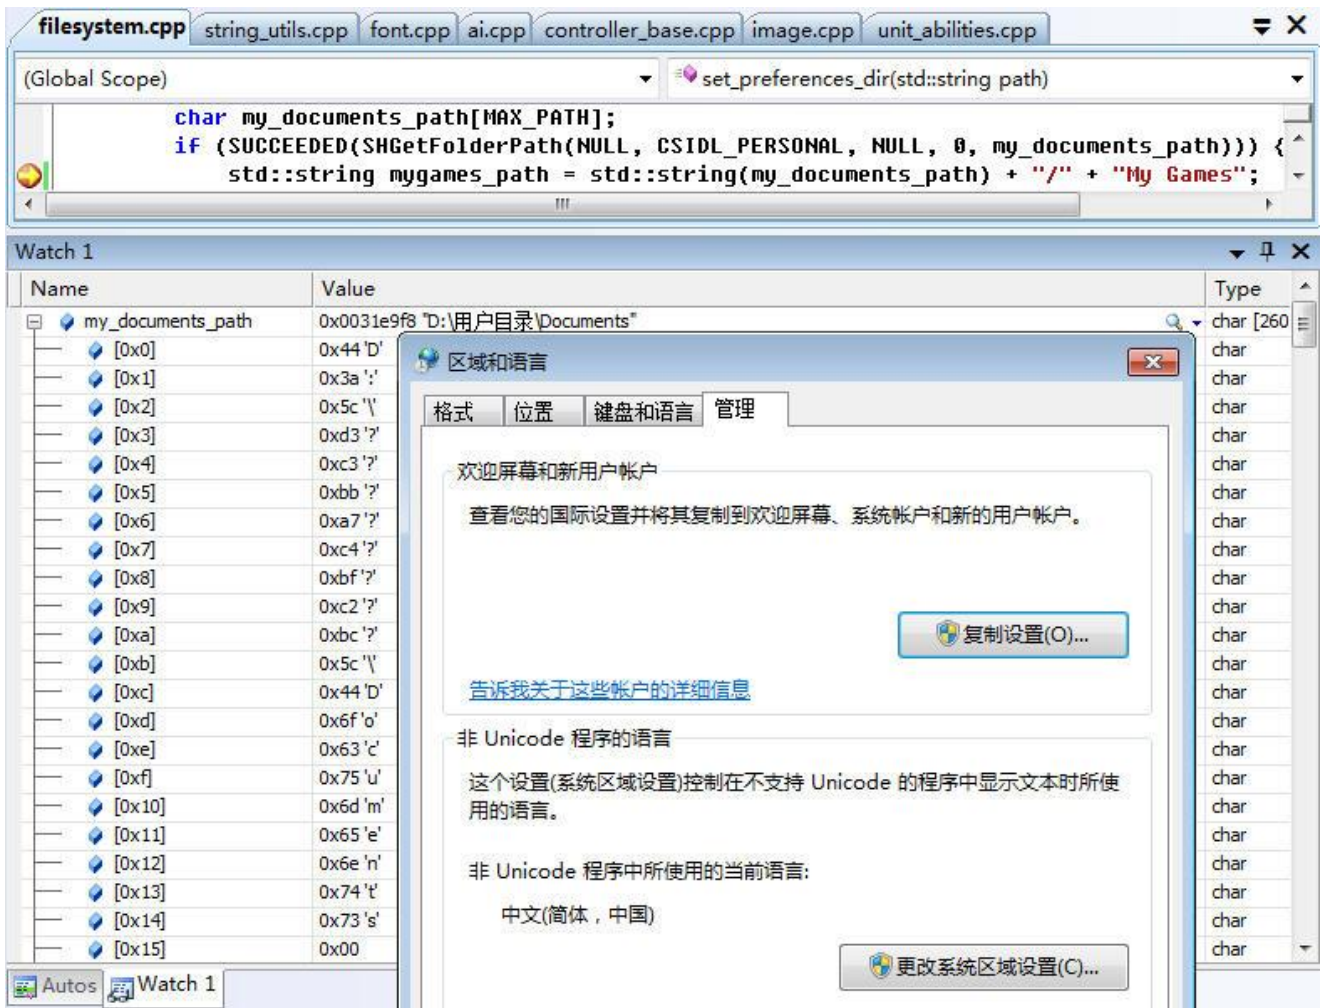 filesystem.cpp string_utils.cpp font.cpp ai.cpp controller_base.cpp image.cpp unit_abilities.cpp
(Global Scope) set_preferences_dir(std::string path)
char my_documents_path[MAX_PATH];
if (SUCCEEDED(SHGetFolderPath(NULL, CSIDL_PERSONAL, NULL, 0, my_documents_path))) {
std::string mygames_path = std::string(my_documents_path) + "/" + "My Games";
Watch 1
Name Value Type
my_documents_path 0x0031e9f8 "D:\用户目录\Documents" char [260
[0x0] 0x44 'D' char
[0x1] 0x3a ':' char
[0x2] 0x5c '\' char
[0x3] 0xd3 '?' char
[0x4] 0xc3 '?' char
[0x5] 0xbb '?' char
[0x6] 0xa7 '?' char
[0x7] 0xc4 '?' char
[0x8] 0xbf '?' char
[0x9] 0xc2 '?' char
[0xa] 0xbc '?' char
[0xb] 0x5c '\' char
[0xc] 0x44 'D' char
[0xd] 0x6f 'o' char
[0xe] 0x63 'c' char
[0xf] 0x75 'u' char
[0x10] 0x6d 'm' char
[0x11] 0x65 'e' char
[0x12] 0x6e 'n' char
[0x13] 0x74 't' char
[0x14] 0x73 's' char
[0x15] 0x00 char
Autos Watch 1
区域和语言
格式 位置 键盘和语言 管理
欢迎屏幕和新用户帐户
查看您的国际设置并将其复制到欢迎屏幕、系统帐户和新的用户帐户。
复制设置(O)...
告诉我关于这些帐户的详细信息
非 Unicode 程序的语言
这个设置(系统区域设置)控制在不支持 Unicode 的程序中显示文本时所使
用的语言。
非 Unicode 程序中所使用的当前语言:
中文(简体，中国)
更改系统区域设置(C)...